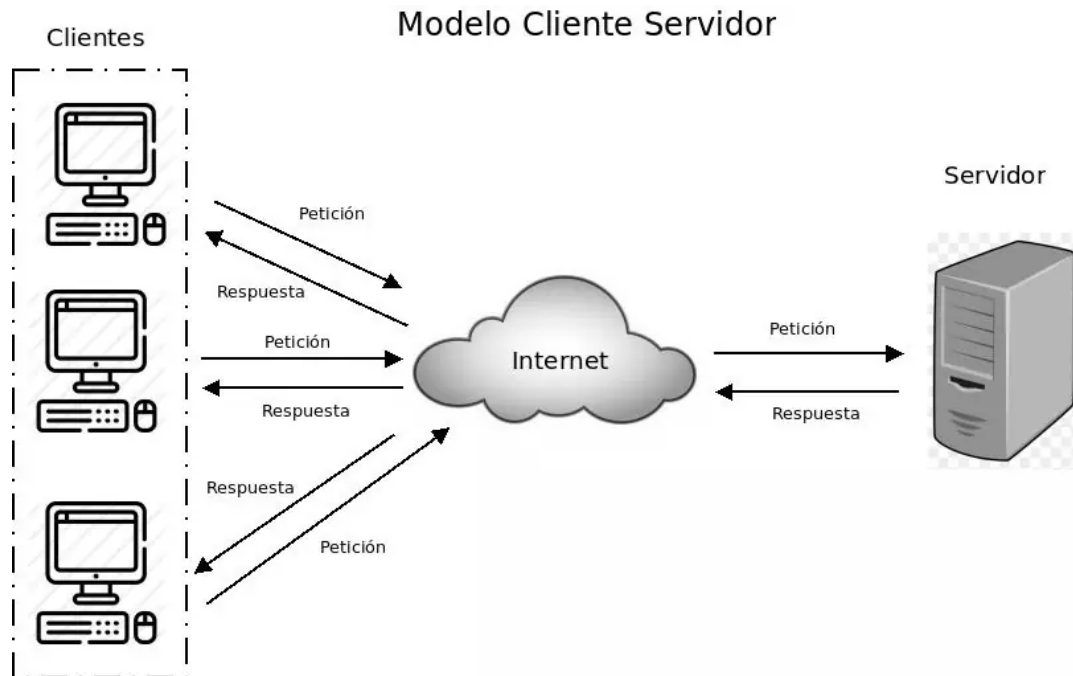 Modelo Cliente Servidor
Clientes
Servidor
Petición
Respuesta
Petición
Respuesta
Respuesta
Petición
Internet
Petición
Respuesta